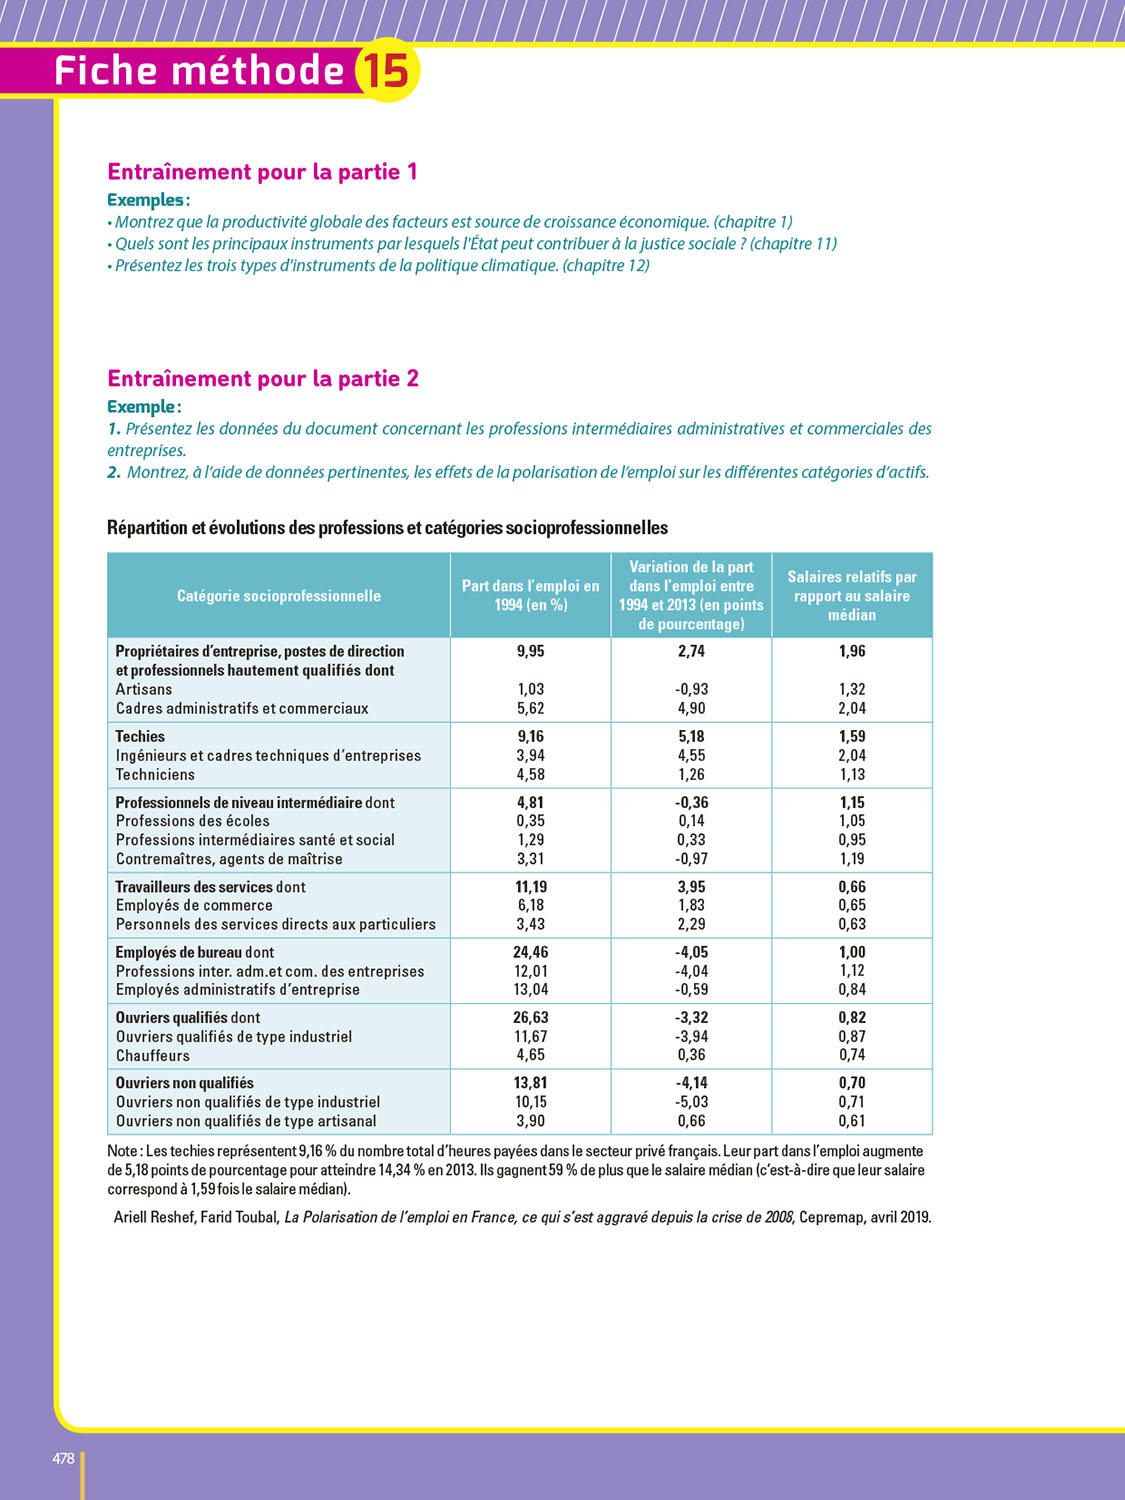 Fiche méthode 15
Entraînement pour la partie 1
Exemples :
• Montrez que la productivité globale des facteurs est source de croissance économique. (chapitre 1)
• Quels sont les principaux instruments par lesquels l'État peut contribuer à la justice sociale ? (chapitre 11)
• Présentez les trois types d'instruments de la politique climatique. (chapitre 12)
Entraînement pour la partie 2
Exemple :
1. Présentez les données du document concernant les professions intermédiaires administratives et commerciales des
entreprises.
2. Montrez, à l’aide de données pertinentes, les effets de la polarisation de l’emploi sur les différentes catégories d’actifs.
Répartition et évolutions des professions et catégories socioprofessionnelles
Catégorie socioprofessionnelle
Part dans l’emploi en
1994 (en %)
Variation de la part
dans l’emploi entre
1994 et 2013 (en points
de pourcentage)
Salaires relatifs par
rapport au salaire
médian
Propriétaires d’entreprise, postes de direction 9,95 2,74 1,96
et professionnels hautement qualifiés dont
Artisans 1,03 -0,93 1,32
Cadres administratifs et commerciaux 5,62 4,90 2,04
Techies 9,16 5,18 1,59
Ingénieurs et cadres techniques d’entreprises 3,94 4,55 2,04
Techniciens 4,58 1,26 1,13
Professionnels de niveau intermédiaire dont 4,81 -0,36 1,15
Professions des écoles 0,35 0,14 1,05
Professions intermédiaires santé et social 1,29 0,33 0,95
Contremaîtres, agents de maîtrise 3,31 -0,97 1,19
Travailleurs des services dont 11,19 3,95 0,66
Employés de commerce 6,18 1,83 0,65
Personnels des services directs aux particuliers 3,43 2,29 0,63
Employés de bureau dont 24,46 -4,05 1,00
Professions inter. adm.et com. des entreprises 12,01 -4,04 1,12
Employés administratifs d’entreprise 13,04 -0,59 0,84
Ouvriers qualifiés dont 26,63 -3,32 0,82
Ouvriers qualifiés de type industriel 11,67 -3,94 0,87
Chauffeurs 4,65 0,36 0,74
Ouvriers non qualifiés 13,81 -4,14 0,70
Ouvriers non qualifiés de type industriel 10,15 -5,03 0,71
Ouvriers non qualifiés de type artisanal 3,90 0,66 0,61
Note : Les techies représentent 9,16 % du nombre total d’heures payées dans le secteur privé français. Leur part dans l’emploi augmente
de 5,18 points de pourcentage pour atteindre 14,34 % en 2013. Ils gagnent 59 % de plus que le salaire médian (c’est-à-dire que leur salaire
correspond à 1,59 fois le salaire médian).
Ariell Reshef, Farid Toubal, La Polarisation de l’emploi en France, ce qui s’est aggravé depuis la crise de 2008, Cepremap, avril 2019.
478